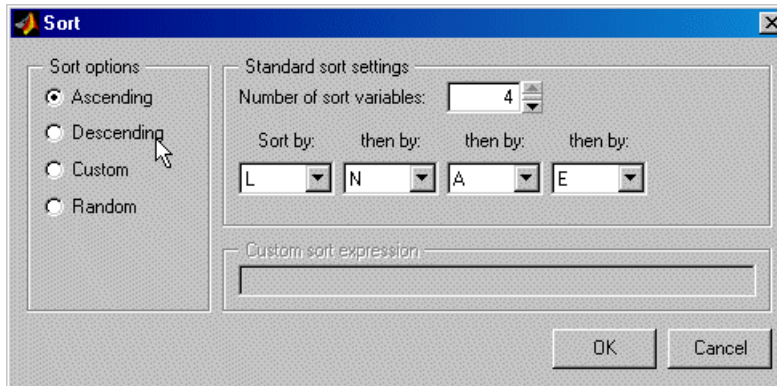 Sort
Sort options
Ascending
Descending
Custom
Random
Standard sort settings
Number of sort variables: 4
Sort by: then by: then by: then by:
L N A E
Custom sort expression
OK Cancel